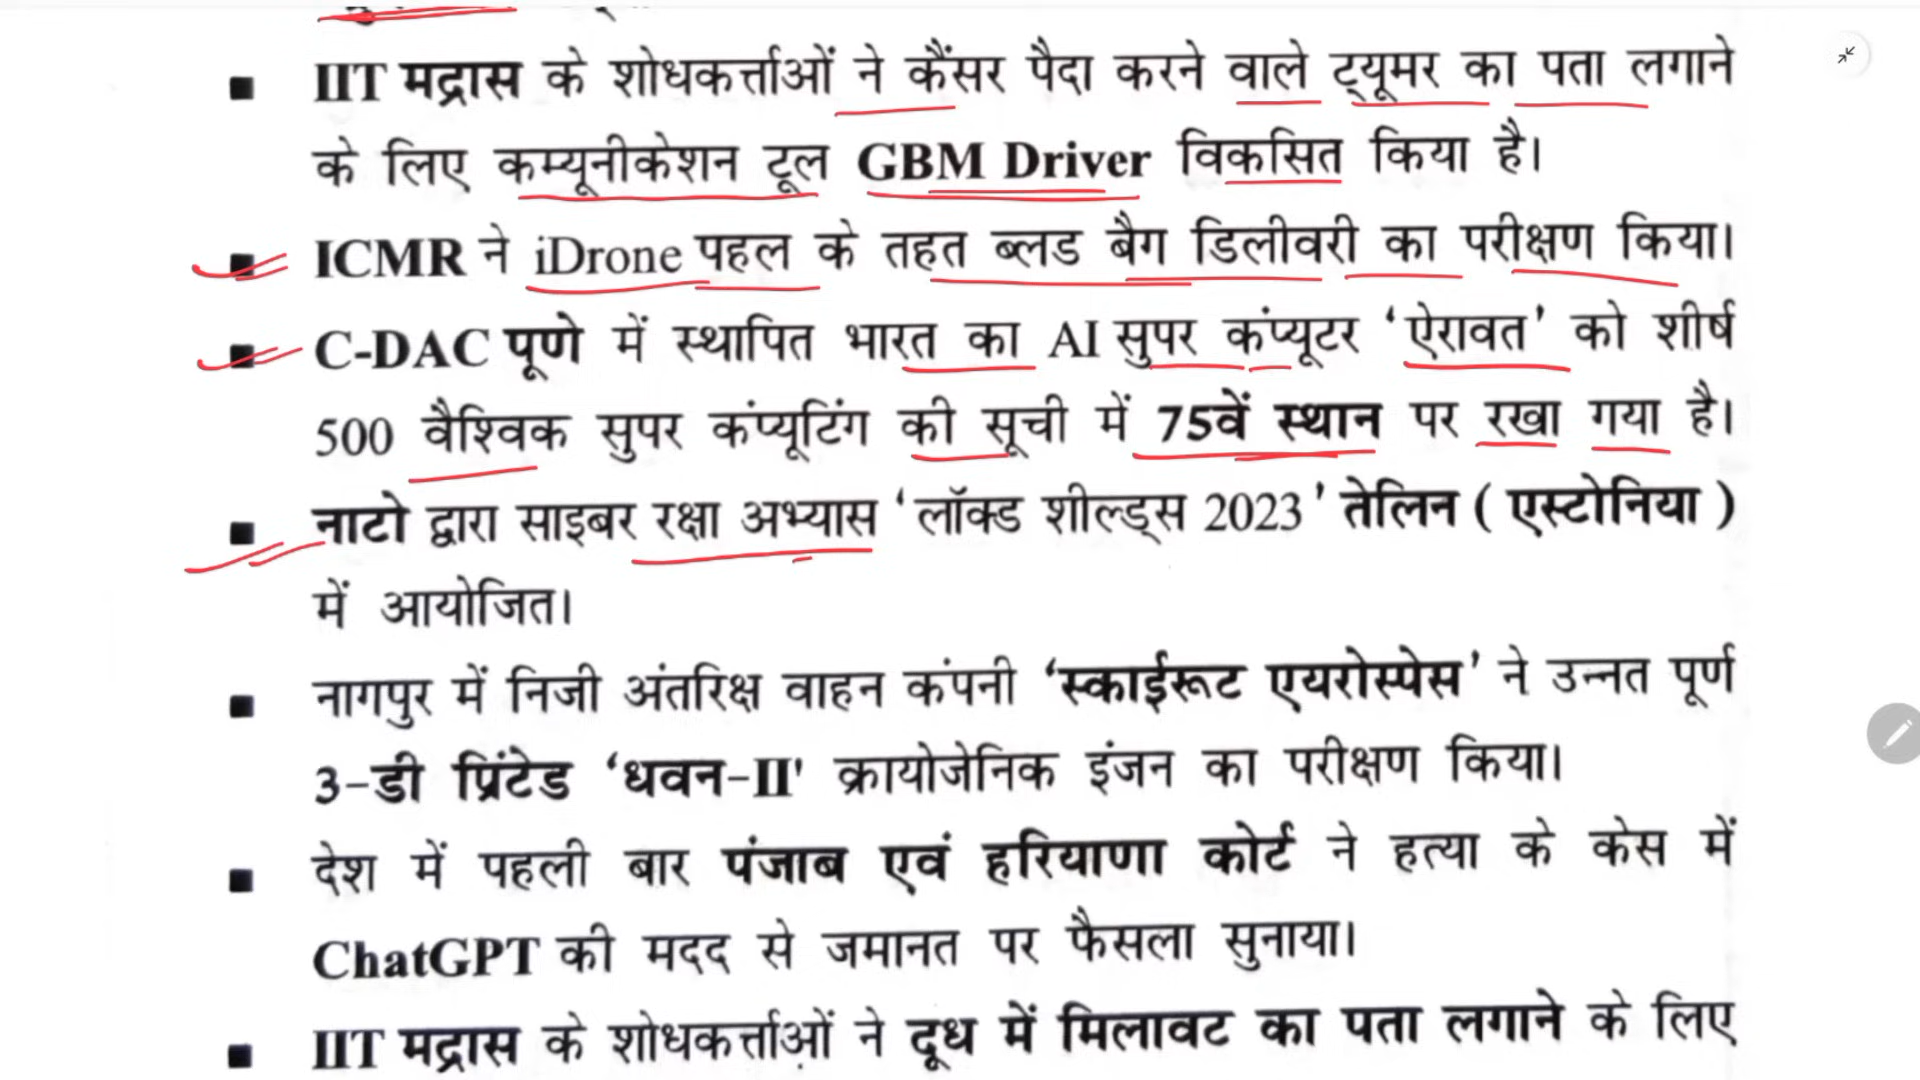 IIT मद्रास के शोधकर्त्ताओं ने कैंसर पैदा करने वाले ट्यूमर का पता लगाने
के लिए कम्यूनीकेशन टूल GBM Driver विकसित किया है।
ICMR ने iDrone पहल के तहत ब्लड बैग डिलीवरी का परीक्षण किया।
C-DAC पूणे में स्थापित भारत का AI सुपर कंप्यूटर ‘ऐरावत’ को शीर्ष
500 वैश्विक सुपर कंप्यूटिंग की सूची में 75वें स्थान पर रखा गया है।
नाटो द्वारा साइबर रक्षा अभ्यास ‘लॉक्ड शील्ड्स 2023’ तेलिन ( एस्टोनिया )
में आयोजित।
नागपुर में निजी अंतरिक्ष वाहन कंपनी ‘स्काईरूट एयरोस्पेस’ ने उन्नत पूर्ण
3-डी प्रिंटेड ‘धवन-II' क्रायोजेनिक इंजन का परीक्षण किया।
देश में पहली बार पंजाब एवं हरियाणा कोर्ट ने हत्या के केस में
ChatGPT की मदद से जमानत पर फैसला सुनाया।
IIT मद्रास के शोधकर्त्ताओं ने दूध में मिलावट का पता लगाने के लिए